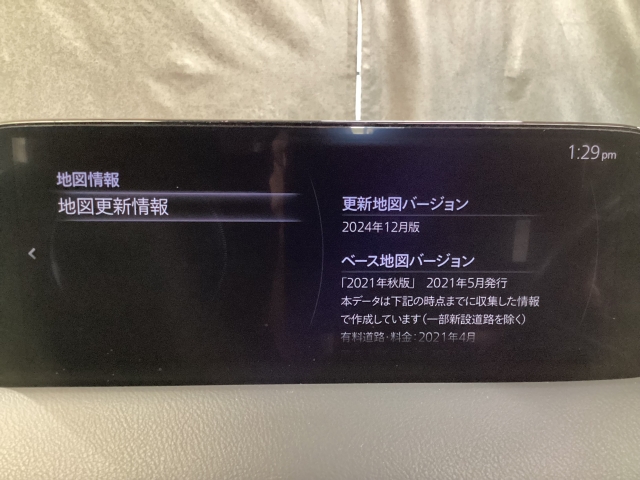 1:29pm
地図情報
地図更新情報
更新地図バージョン
2024年12月版
ベース地図バージョン
「2021年秋版」 2021年5月発行
本データは下記の時点までに収集した情報
で作成しています(一部新設道路を除く)
有料道路・料金:2021年4月